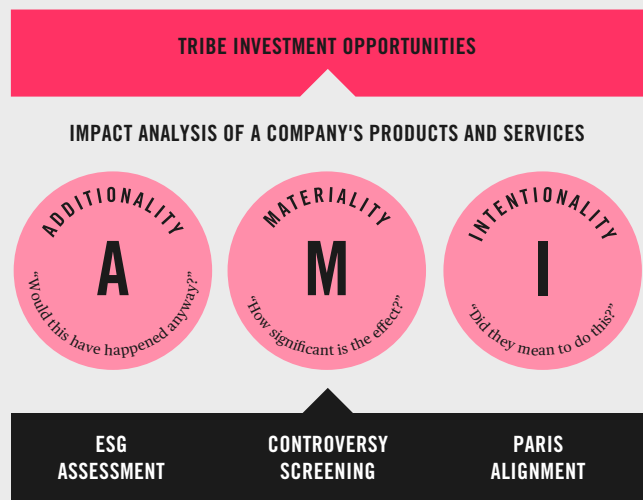 TRIBE INVESTMENT OPPORTUNITIES
IMPACT ANALYSIS OF A COMPANY'S PRODUCTS AND SERVICES
ADDITIONALITY
A
“Would this have happened anyway?”
MATERIALITY
M
“How significant is the effect?”
INTENTIONALITY
I
“Did they mean to do this?”
ESG
ASSESSMENT
CONTROVERSY
SCREENING
PARIS
ALIGNMENT